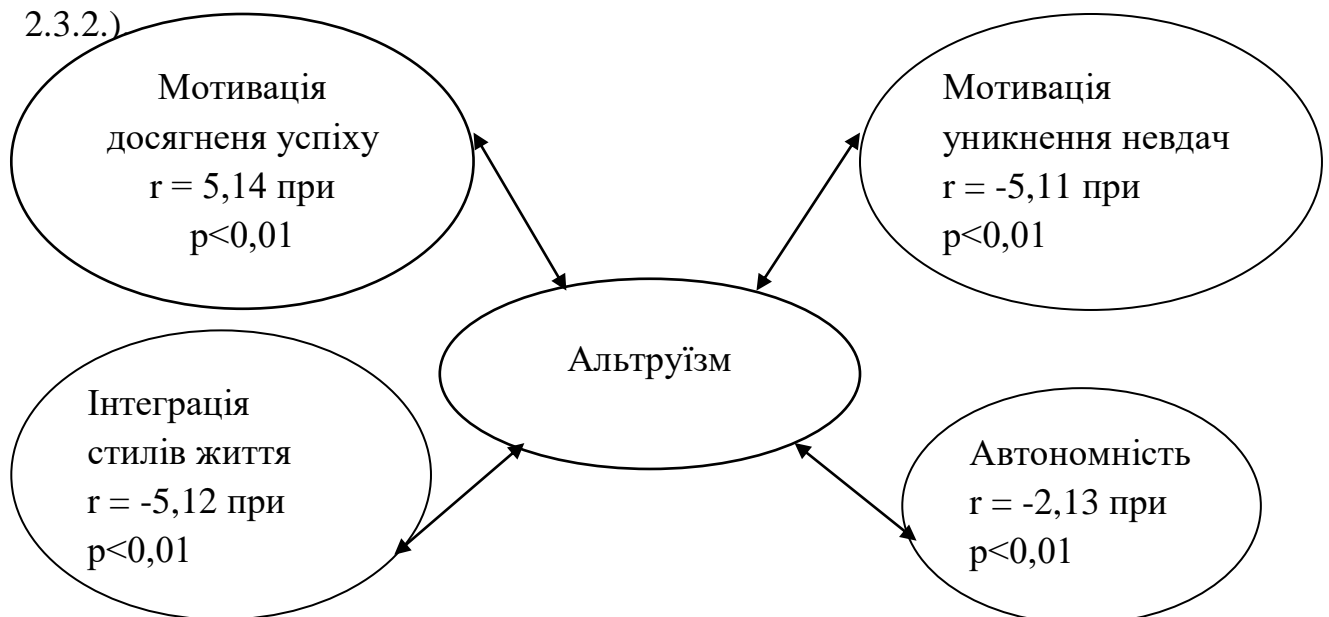 2.3.2.)
Мотивація
досягненя успіху
r = 5,14 при
p<0,01
Мотивація
уникнення невдач
r = -5,11 при
p<0,01
Альтруїзм
Інтеграція
стилів життя
r = -5,12 при
p<0,01
Автономність
r = -2,13 при
p<0,01